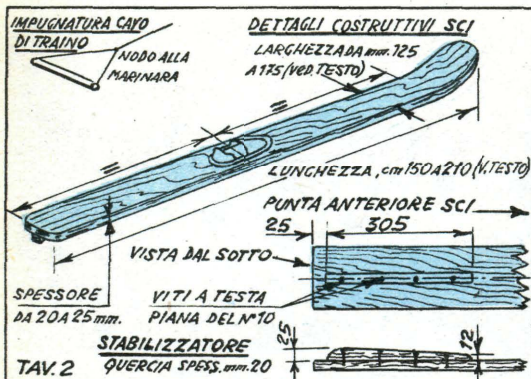 IMPUGNATURA CAVO
DI TRAINO
NODO ALLA
MARINARA
DETTAGLI COSTRUTTIVI SCI
LARGHEZZA DA mm. 125
A 175 (VED. TESTO)
=
=
LUNGHEZZA, cm 150 A 210 (V. TESTO)
PUNTA ANTERIORE SCI
25
305
VISTA DAL SOTTO
SPESSORE
DA 20 A 25 mm.
VITI A TESTA
PIANA DEL N° 10
STABILIZZATORE
QUERCIA SPESS. mm. 20
25
12
TAV. 2